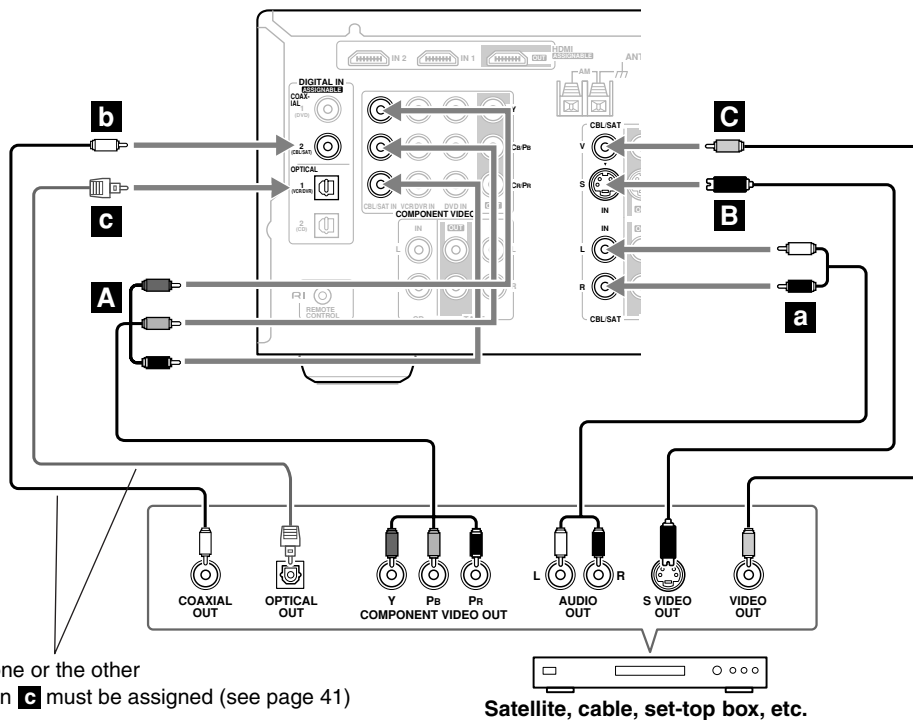 HDMI
IN 2 IN 1 OUT ASSIGNABLE
ANT
AM
DIGITAL IN
ASSIGNABLE
COAX-
IAL
1
(DVD)
2
(CBL/SAT)
OPTICAL
1
(VCR/DVR)
2
(CD)
Y
CB/PB
CR/PR
CBL/SAT IN VCR/DVR IN DVD IN OUT
COMPONENT VIDEO
IN OUT
L L
R
RI
REMOTE
CONTROL
CBL/SAT
V
S
IN
IN
L
R
CBL/SAT
b
c
A
C
B
a
COAXIAL
OUT
OPTICAL
OUT
Y PB PR
COMPONENT VIDEO OUT
L R
AUDIO
OUT
S VIDEO
OUT
VIDEO
OUT
one or the other
n c must be assigned (see page 41)
Satellite, cable, set-top box, etc.